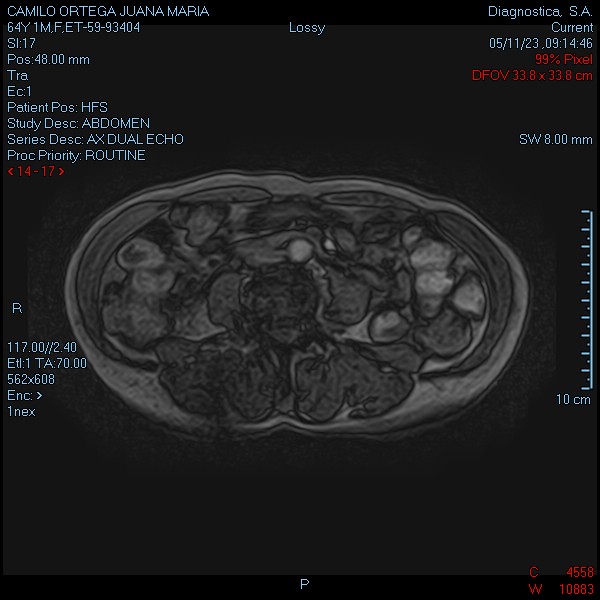 CAMILO ORTEGA JUANA MARIA
64Y 1M,F,ET-59-93404
Sl:17
Pos:48.00 mm
Tra
Ec:1
Patient Pos: HFS
Study Desc: ABDOMEN
Series Desc: AX DUAL ECHO
Proc Priority: ROUTINE
< 14 - 17 >
Lossy
Diagnostica, S.A.
Current
05/11/23 ,09:14:46
99% Pixel
DFOV 33.8 x 33.8 cm
SW 8.00 mm
R
117.00//2.40
Etl:1 TA:70.00
562x608
Enc: >
1nex
10 cm
P
C 4558
W 10883